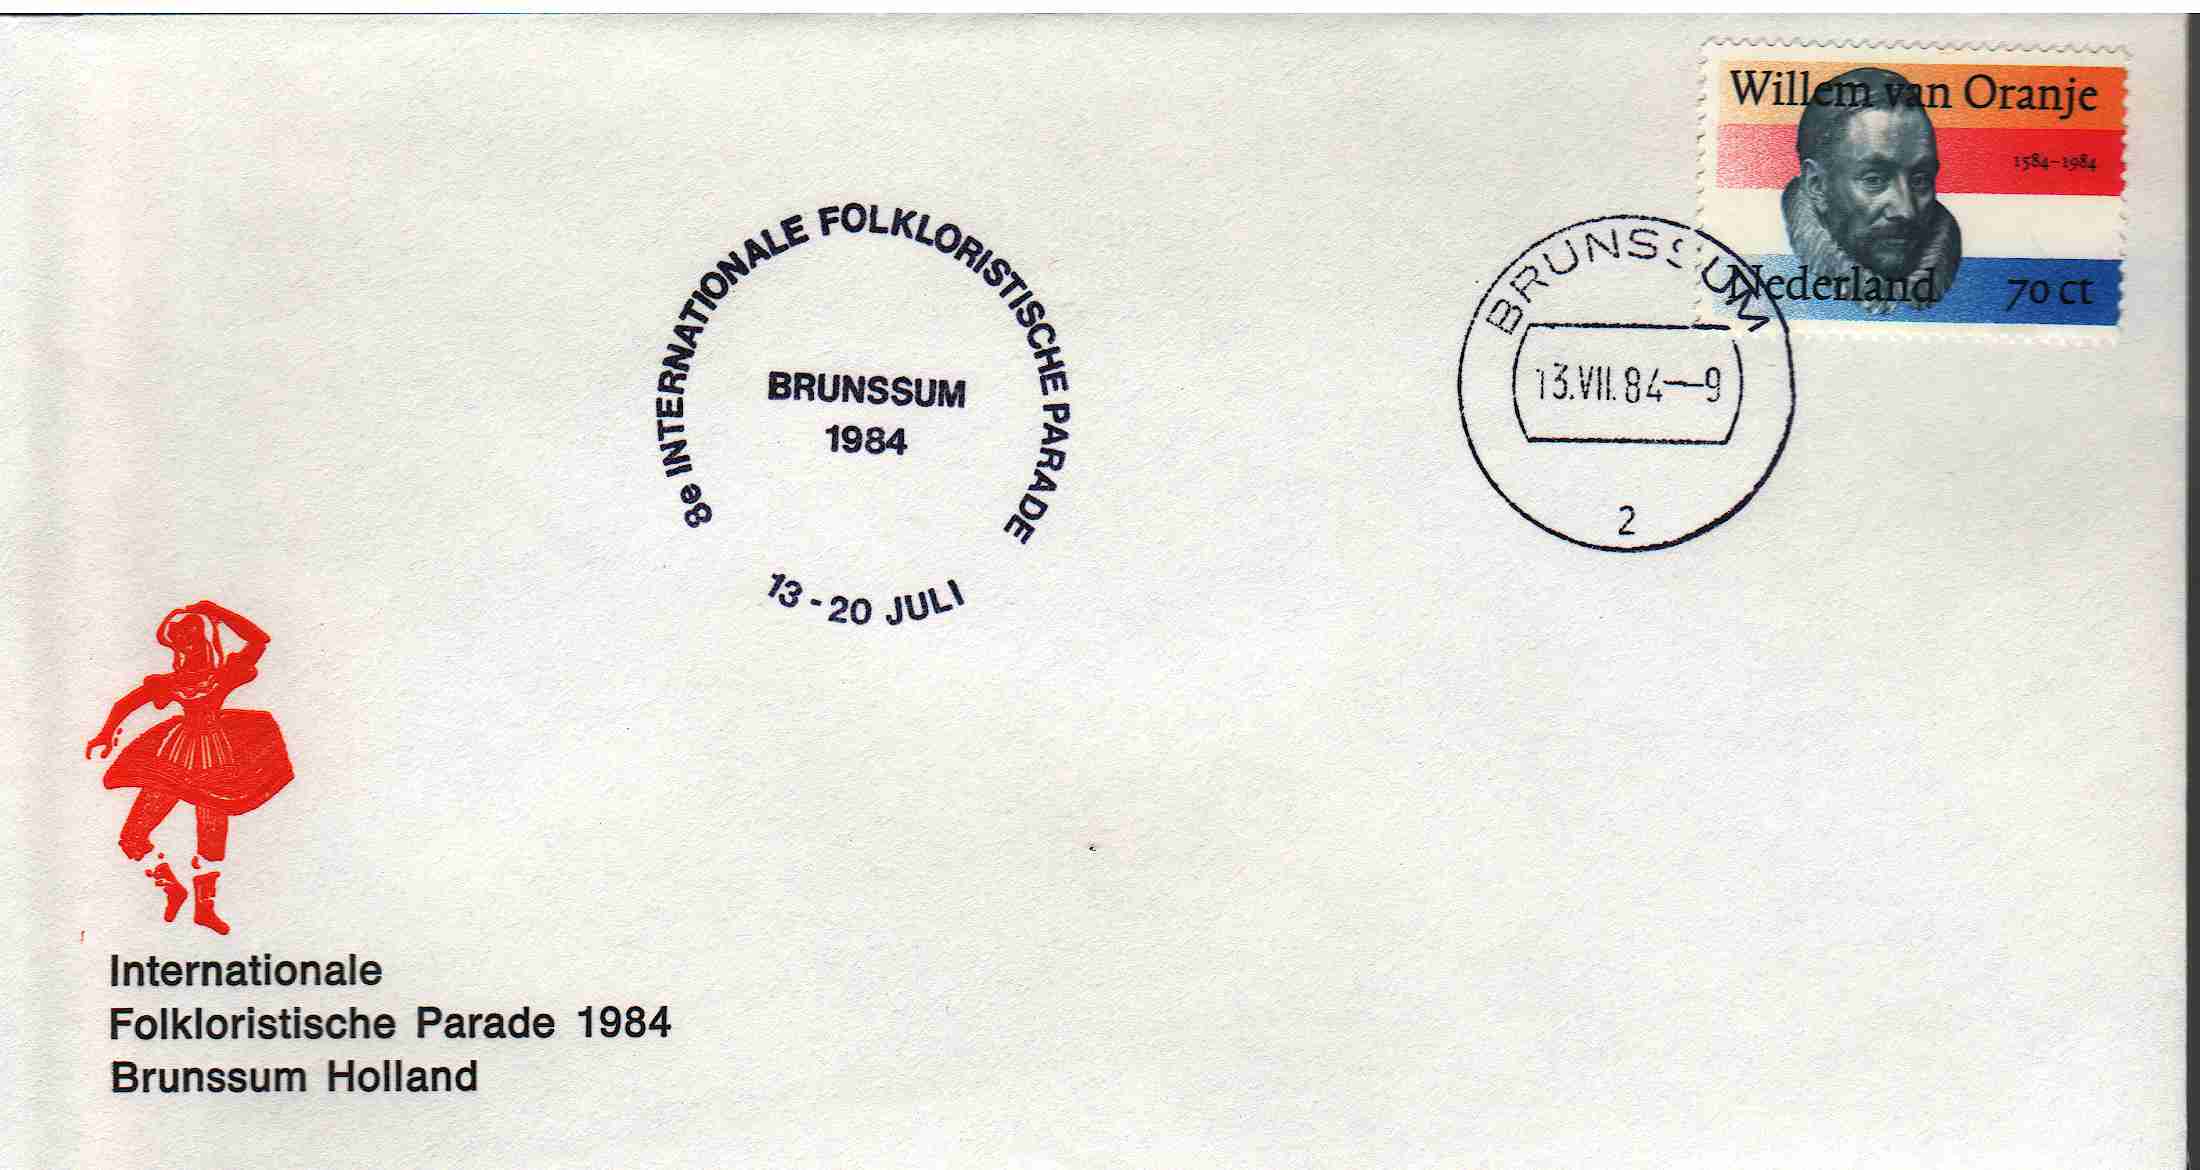 Willem van Oranje
1584-1984
Nederland 70 ct
BRUNSSUM
13.VII.84—9
2
8e INTERNATIONALE FOLKLORISTISCHE PARADE
BRUNSSUM
1984
13 - 20 JULI
Internationale
Folkloristische Parade 1984
Brunssum Holland